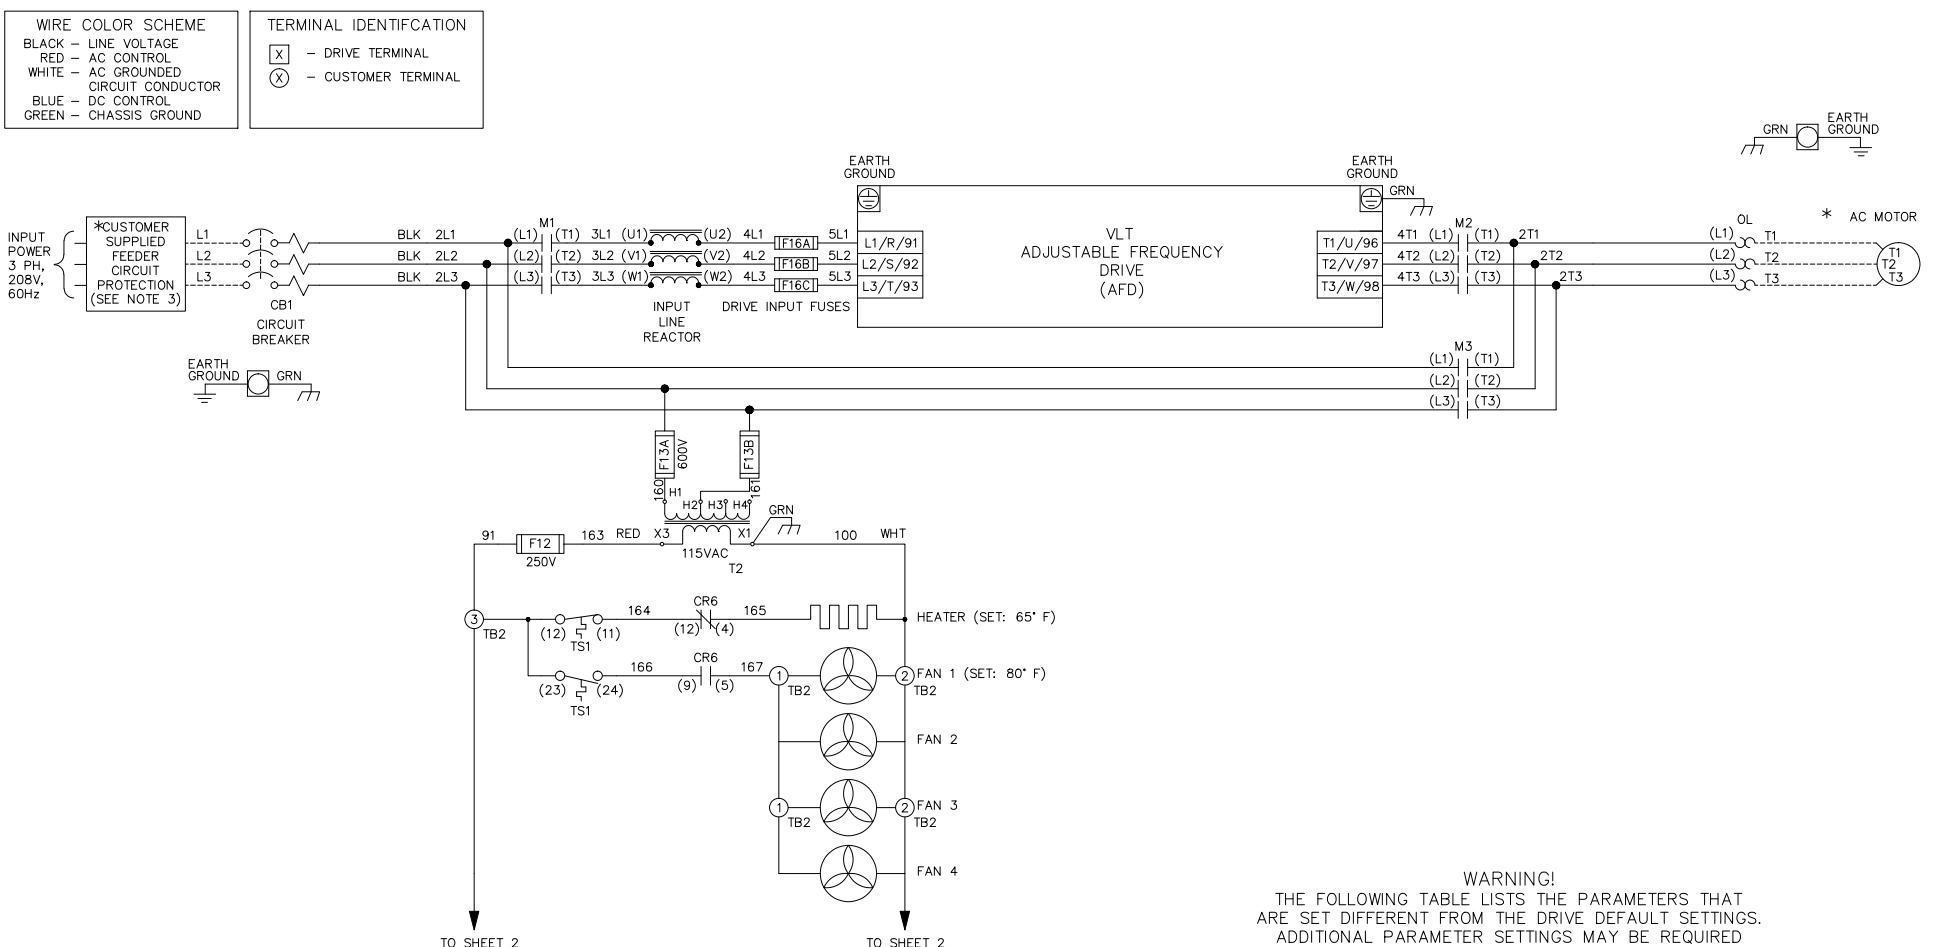 WIRE COLOR SCHEME
BLACK – LINE VOLTAGE
RED – AC CONTROL
WHITE – AC GROUNDED
CIRCUIT CONDUCTOR
BLUE – DC CONTROL
GREEN – CHASSIS GROUND
TERMINAL IDENTIFCATION
X – DRIVE TERMINAL
X – CUSTOMER TERMINAL
GRN
EARTH
GROUND
INPUT
POWER
3 PH,
208V,
60Hz
*CUSTOMER
SUPPLIED
FEEDER
CIRCUIT
PROTECTION
(SEE NOTE 3)
L1
L2
L3
CB1
CIRCUIT
BREAKER
EARTH
GROUND
GRN
BLK 2L1
BLK 2L2
BLK 2L3
M1
(L1) (T1) 3L1 (U1) (U2) 4L1 F16A 5L1
(L2) (T2) 3L2 (V1) (V2) 4L2 F16B 5L2
(L3) (T3) 3L3 (W1) (W2) 4L3 F16C 5L3
INPUT
LINE
REACTOR
DRIVE INPUT FUSES
EARTH
GROUND
L1/R/91
L2/S/92
L3/T/93
VLT
ADJUSTABLE FREQUENCY
DRIVE
(AFD)
EARTH
GROUND
GRN
T1/U/96
T2/V/97
T3/W/98
M2
4T1 (L1) (T1) 2T1
4T2 (L2) (T2) 2T2
4T3 (L3) (T3) 2T3
OL
(L1) T1
(L2) T2
(L3) T3
* AC MOTOR
T1
T2
T3
M3
(L1) (T1)
(L2) (T2)
(L3) (T3)
F13A
600V
F13B
160
161
H1
H2 H3 H4
GRN
91 F12 163 RED X3 X1 100 WHT
250V
115VAC
T2
3
TB2
(12) (11)
TS1
164
CR6
(12) (4)
165
HEATER (SET: 65° F)
(23) (24)
TS1
166
CR6
(9) (5)
167
1
TB2
2
TB2
FAN 1 (SET: 80° F)
FAN 2
1
TB2
2
TB2
FAN 3
FAN 4
TO SHEET 2
TO SHEET 2
WARNING!
THE FOLLOWING TABLE LISTS THE PARAMETERS THAT
ARE SET DIFFERENT FROM THE DRIVE DEFAULT SETTINGS.
ADDITIONAL PARAMETER SETTINGS MAY BE REQUIRED